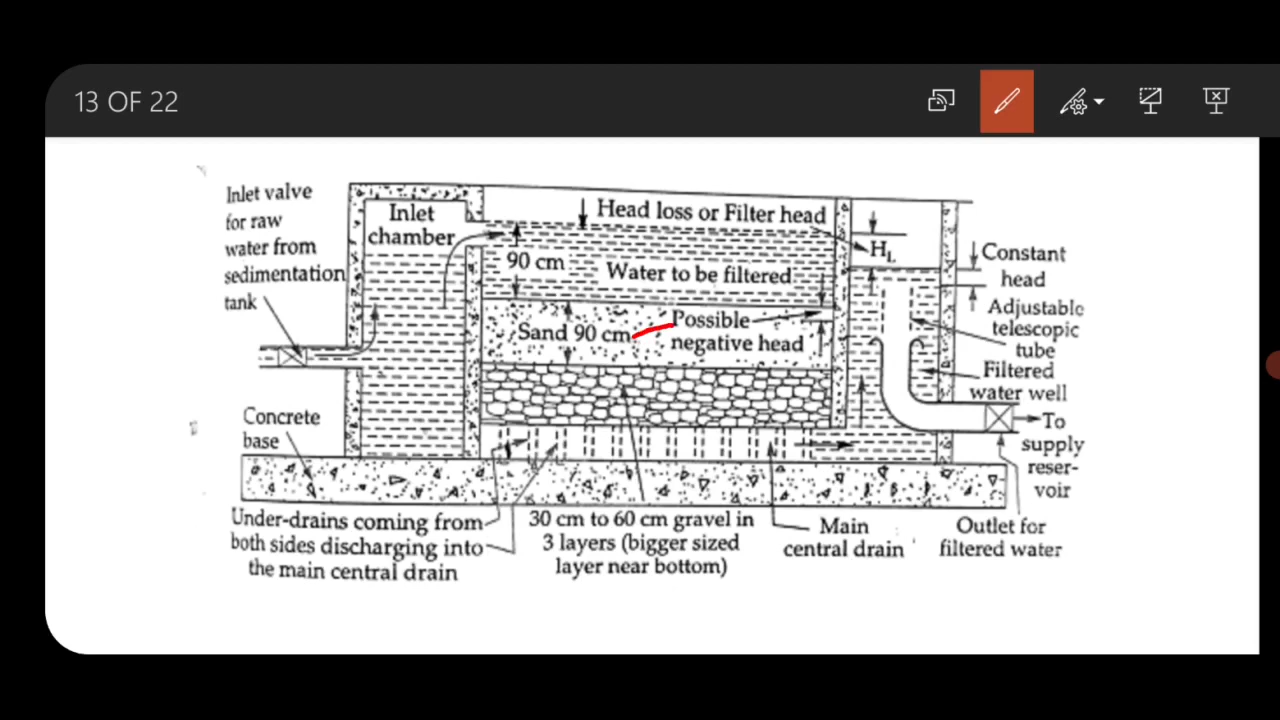 13 OF 22
Inlet valve
for raw
water from
sedimentation
tank
Inlet
chamber
Head loss or Filter head
HL
90 cm
Water to be filtered
Constant
head
Sand 90 cm
Possible
negative head
Adjustable
telescopic
tube
Filtered
water well
To
supply
reser-
voir
Concrete
base
Under-drains coming from
both sides discharging into
the main central drain
30 cm to 60 cm gravel in
3 layers (bigger sized
layer near bottom)
Main
central drain
Outlet for
filtered water